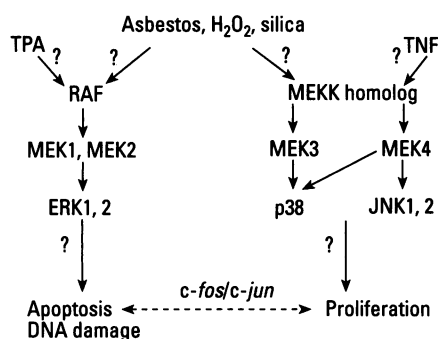 Asbestos, H₂O₂, silica
TPA ? ? ? ? TNF
RAF MEKK homolog
MEK1, MEK2 MEK3 MEK4
ERK1, 2 p38 JNK1, 2
? ?
c-fos/c-jun
Apoptosis Proliferation
DNA damage